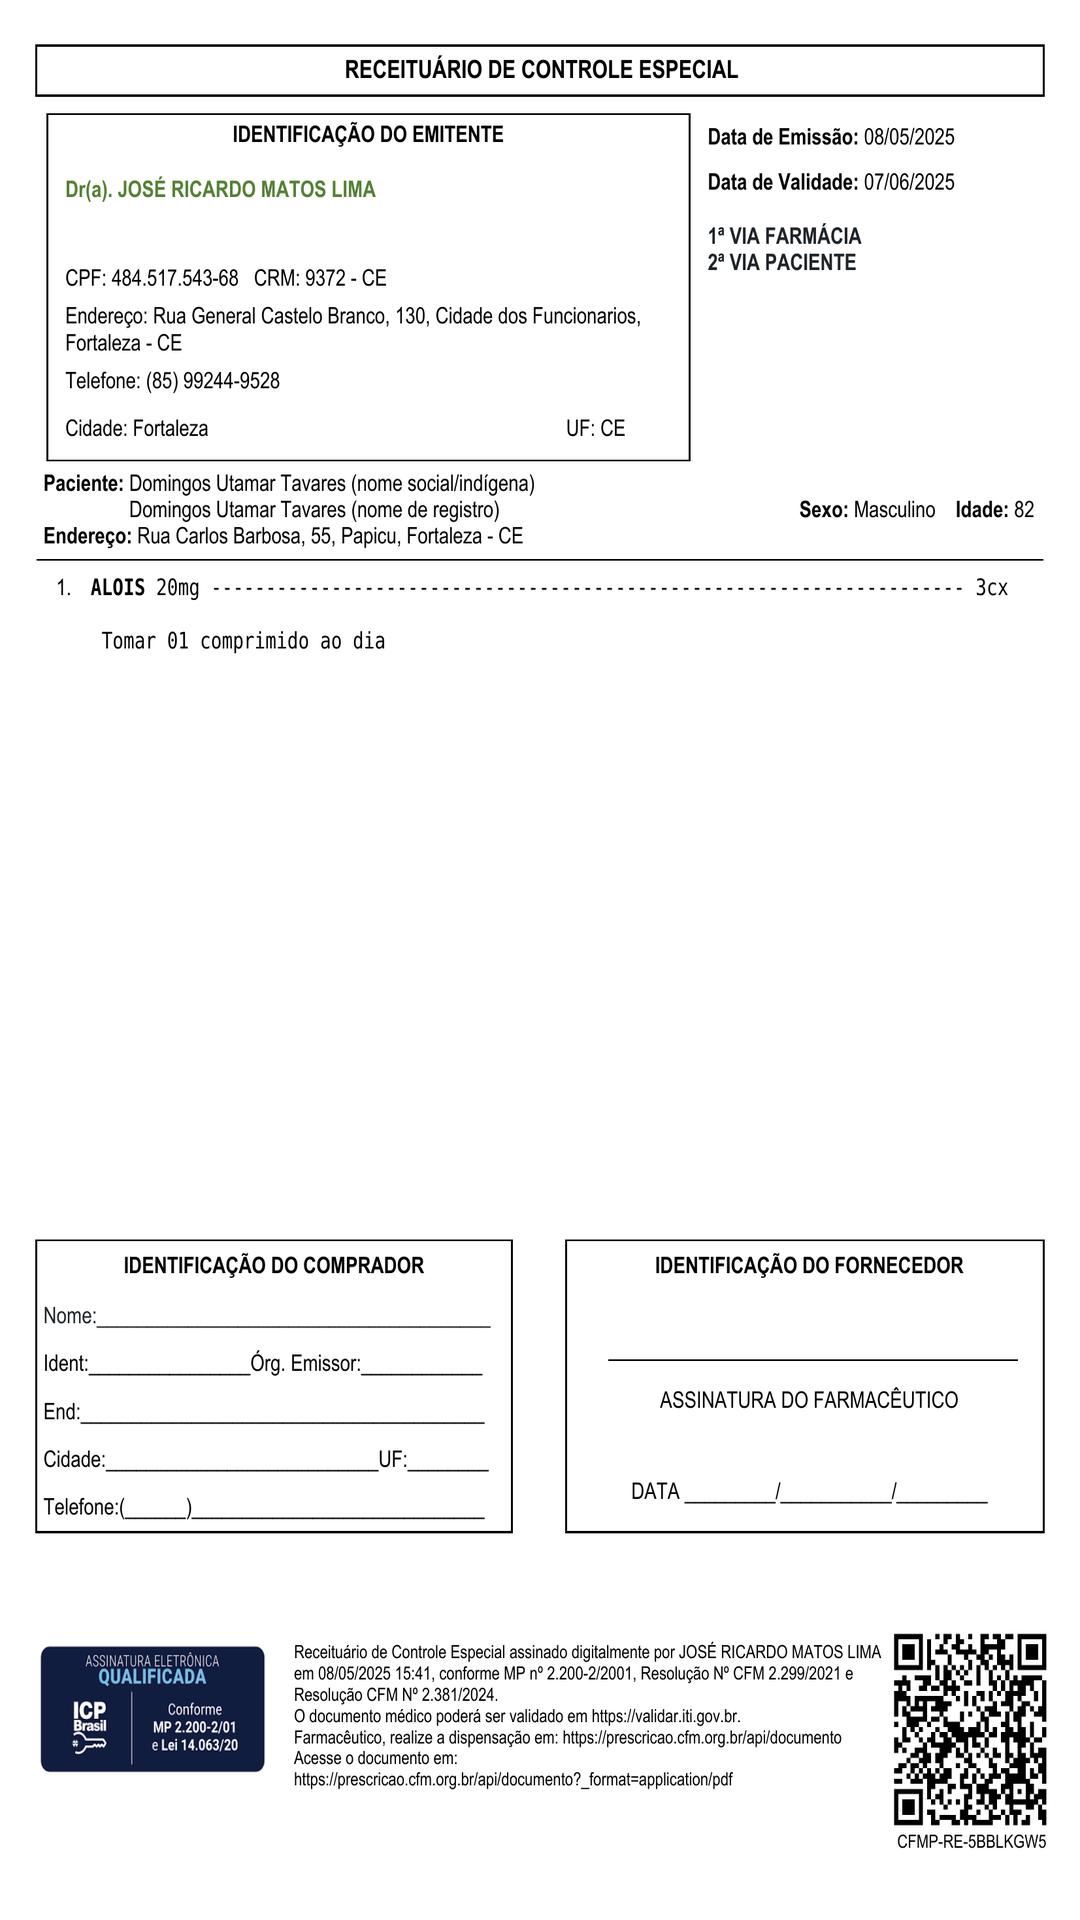 RECEITUÁRIO DE CONTROLE ESPECIAL
IDENTIFICAÇÃO DO EMITENTE
Dr(a). JOSÉ RICARDO MATOS LIMA
CPF: 484.517.543-68 CRM: 9372 - CE
Endereço: Rua General Castelo Branco, 130, Cidade dos Funcionarios,
Fortaleza - CE
Telefone: (85) 99244-9528
Cidade: Fortaleza UF: CE
Data de Emissão: 08/05/2025
Data de Validade: 07/06/2025
1ª VIA FARMÁCIA
2ª VIA PACIENTE
Paciente: Domingos Utamar Tavares (nome social/indígena)
Domingos Utamar Tavares (nome de registro) Sexo: Masculino Idade: 82
Endereço: Rua Carlos Barbosa, 55, Papicu, Fortaleza - CE
1. ALOIS 20mg --------------------------------------------------------------------- 3cx
Tomar 01 comprimido ao dia
IDENTIFICAÇÃO DO COMPRADOR
Nome:_______________________________________
Ident:________________Órg. Emissor:____________
End:________________________________________
Cidade:___________________________UF:________
Telefone:(______)_____________________________
IDENTIFICAÇÃO DO FORNECEDOR
ASSINATURA DO FARMACÊUTICO
DATA _________/___________/_________
ASSINATURA ELETRÔNICA
QUALIFICADA
ICP
Brasil
Conforme
MP 2.200-2/01
e Lei 14.063/20
Receituário de Controle Especial assinado digitalmente por JOSÉ RICARDO MATOS LIMA
em 08/05/2025 15:41, conforme MP nº 2.200-2/2001, Resolução Nº CFM 2.299/2021 e
Resolução CFM Nº 2.381/2024.
O documento médico poderá ser validado em https://validar.iti.gov.br.
Farmacêutico, realize a dispensação em: https://prescricao.cfm.org.br/api/documento
Acesse o documento em:
https://prescricao.cfm.org.br/api/documento?_format=application/pdf
CFMP-RE-5BBLKGW5